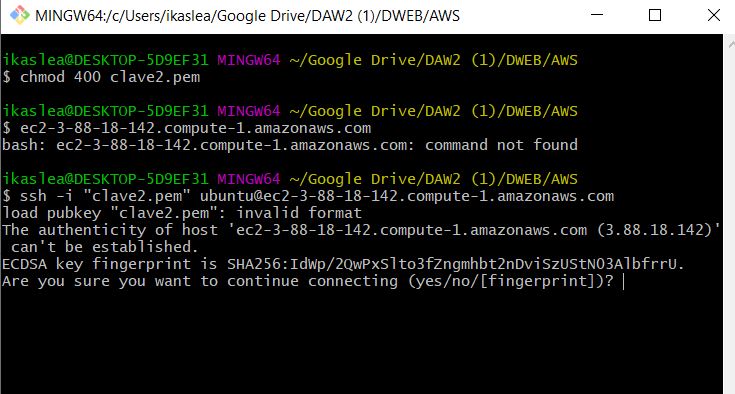 MINGW64:/c/Users/ikaslea/Google Drive/DAW2 (1)/DWEB/AWS
ikaslea@DESKTOP-5D9EF31 MINGW64 ~/Google Drive/DAW2 (1)/DWEB/AWS
$ chmod 400 clave2.pem
ikaslea@DESKTOP-5D9EF31 MINGW64 ~/Google Drive/DAW2 (1)/DWEB/AWS
$ ec2-3-88-18-142.compute-1.amazonaws.com
bash: ec2-3-88-18-142.compute-1.amazonaws.com: command not found
ikaslea@DESKTOP-5D9EF31 MINGW64 ~/Google Drive/DAW2 (1)/DWEB/AWS
$ ssh -i "clave2.pem" ubuntu@ec2-3-88-18-142.compute-1.amazonaws.com
load pubkey "clave2.pem": invalid format
The authenticity of host 'ec2-3-88-18-142.compute-1.amazonaws.com (3.88.18.142)'
 can't be established.
ECDSA key fingerprint is SHA256:IdWp/2QwPxSlto3fZngmhbt2nDviSzUStNO3AlbfrrU.
Are you sure you want to continue connecting (yes/no/[fingerprint])?